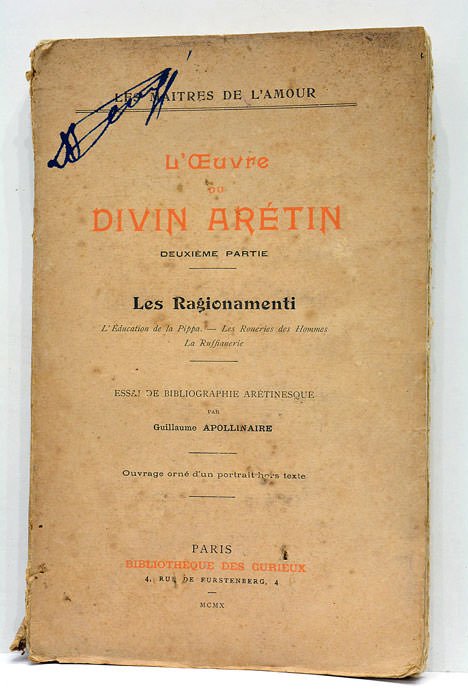 LES MAITRES DE L'AMOUR
L'Œuvre
DU
DIVIN ARÉTIN
DEUXIÈME PARTIE
Les Ragionamenti
L'Éducation de la Pippa. — Les Roueries des Hommes
La Ruffianerie
ESSAI DE BIBLIOGRAPHIE ARÉTINESQUE
PAR
Guillaume APOLLINAIRE
Ouvrage orné d'un portrait hors texte
PARIS
BIBLIOTHÈQUE DES CURIEUX
4, RUE DE FURSTENBERG, 4
MCMX